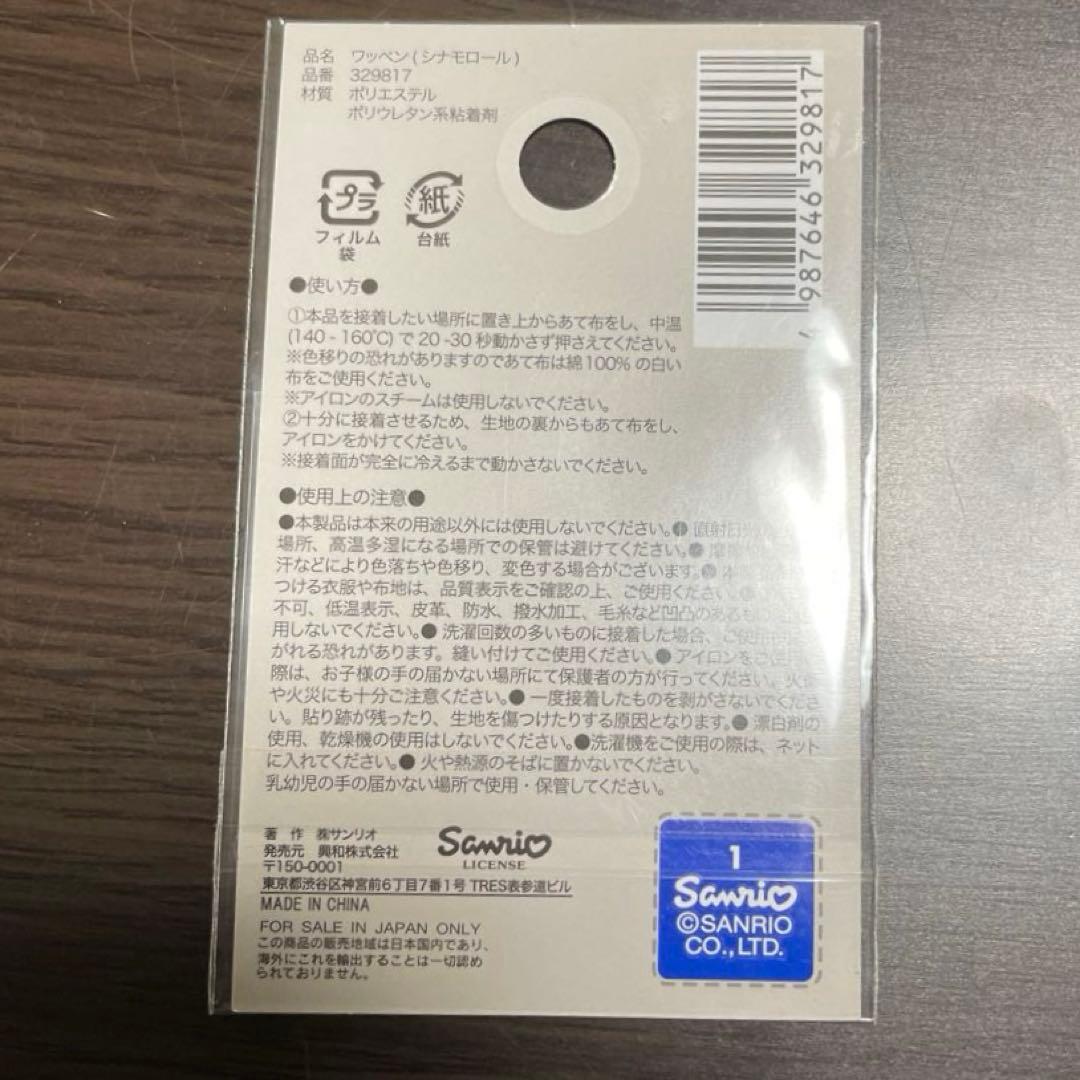 品名 ワッペン(シナモロール)
品番 329817
材質 ポリエステル
ポリウレタン系粘着剤
4 987646 329817
プラ
フィルム
袋
紙
台紙
●使い方●
①本品を接着したい場所に置き上からあて布をし、中温
(140-160℃)で20-30秒動かさず押さえてください。
※色移りの恐れがありますのであて布は綿100%の白い
布をご使用ください。
※アイロンのスチームは使用しないでください。
②十分に接着させるため、生地の裏からもあて布をし、
アイロンをかけてください。
※接着面が完全に冷えるまで動かさないでください。
●使用上の注意●
●本製品は本来の用途以外には使用しないでください。● 直射
場所、高温多湿になる場所での保管は避けてください。●
汗などにより色落ちや色移り、変色する場合がございます。●
つける衣服や布地は、品質表示をご確認の上、ご使用ください。
不可、低温表示、皮革、防水、撥水加工、毛糸など凹凸のあるも
用しないでください。● 洗濯回数の多いものに接着した場合、ご使用
がれる恐れがあります。縫い付けてご使用ください。● アイロンをご使
際は、お子様の手の届かない場所にて保護者の方が行ってください。火
や火災にも十分ご注意ください。● 一度接着したものを剥がさないでくださ
い。貼り跡が残ったり、生地を傷つけたりする原因となります。● 漂白剤の
使用、乾燥機の使用はしないでください。●洗濯機をご使用の際は、ネット
に入れてください。● 火や熱源のそばに置かないでください。
乳幼児の手の届かない場所で使用・保管してください。
著 作 ㈱サンリオ
発売元 興和株式会社
〒150-0001
東京都渋谷区神宮前6丁目7番1号 TRES表参道ビル
MADE IN CHINA
Sanrio
LICENSE
FOR SALE IN JAPAN ONLY
この商品の販売地域は日本国内であり、
海外にこれを輸出することは一切認め
られておりません。
1
Sanrio
©SANRIO
CO.,LTD.